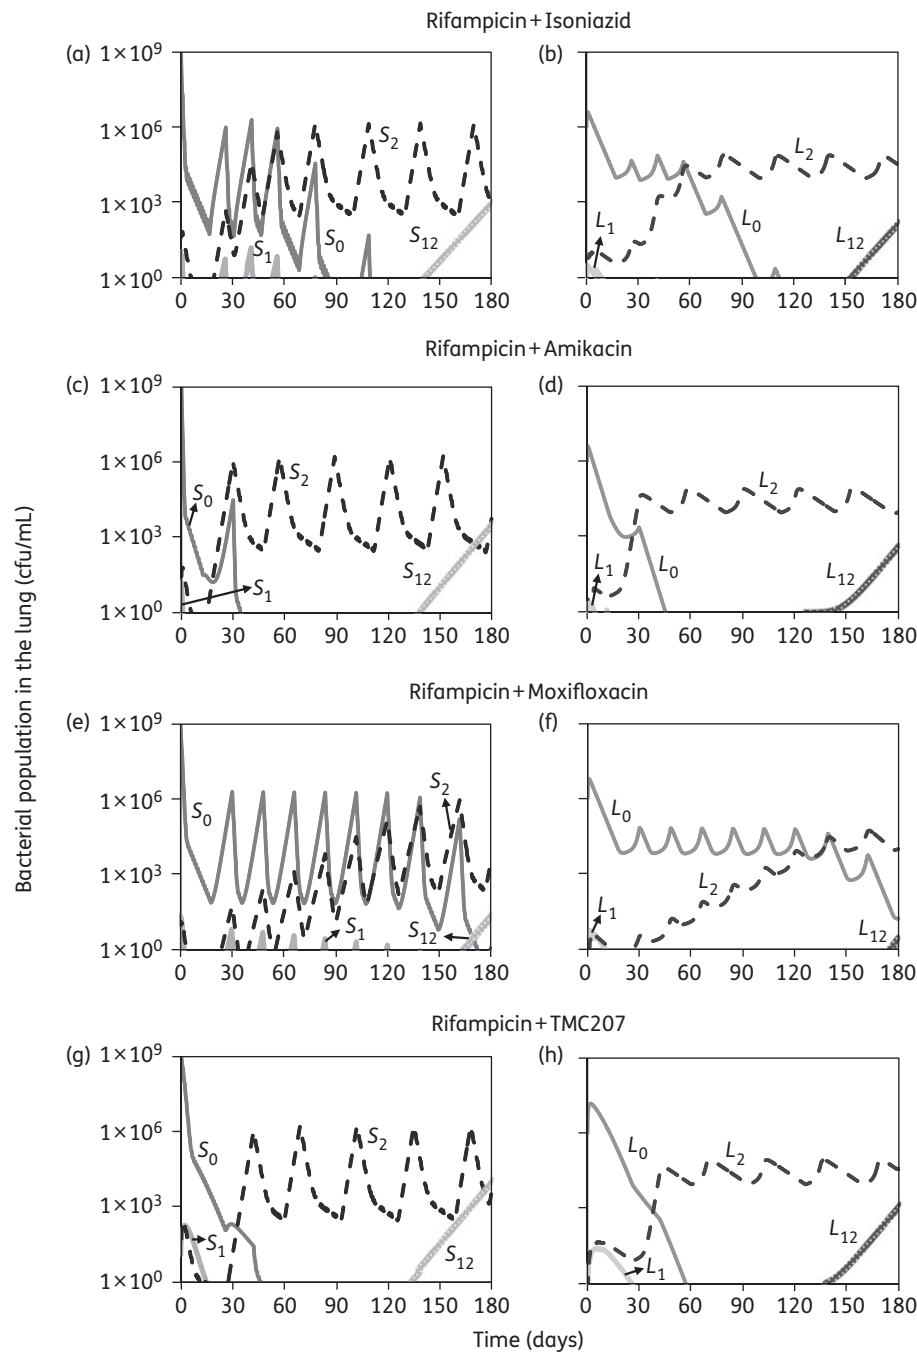 Rifampicin + Isoniazid
(a)
1×10⁹
1×10⁶
1×10³
1×10⁰
S₂
S₁
S₀
S₁₂
0 30 60 90 120 150 180
(b)
L₂
L₁
L₀
L₁₂
0 30 60 90 120 150 180
Rifampicin + Amikacin
(c)
1×10⁹
1×10⁶
1×10³
1×10⁰
S₀
S₂
S₁₂
S₁
0 30 60 90 120 150 180
(d)
L₂
L₁
L₀
L₁₂
0 30 60 90 120 150 180
Bacterial population in the lung (cfu/mL)
Rifampicin + Moxifloxacin
(e)
1×10⁹
1×10⁶
1×10³
1×10⁰
S₀
S₂
S₁
S₁₂
0 30 60 90 120 150 180
(f)
L₀
L₂
L₁
L₁₂
0 30 60 90 120 150 180
Rifampicin + TMC207
(g)
1×10⁹
1×10⁶
1×10³
1×10⁰
S₀
S₂
S₁
S₁₂
0 30 60 90 120 150 180
(h)
L₀
L₂
L₁
L₁₂
0 30 60 90 120 150 180
Time (days)